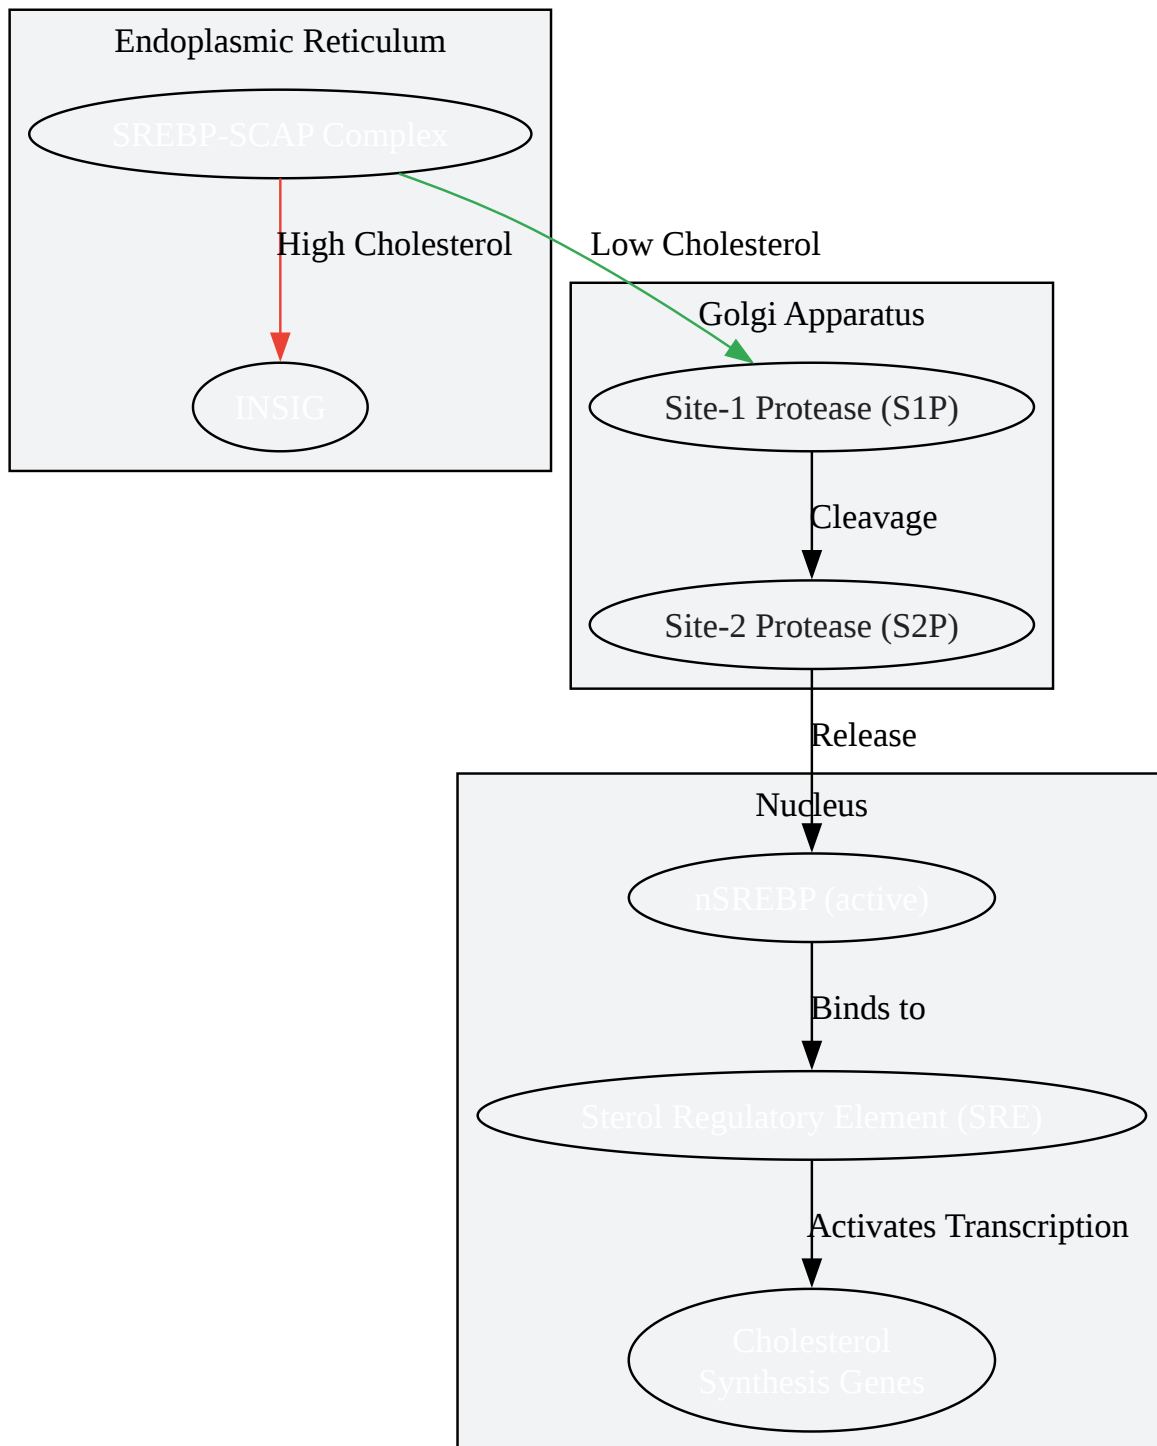 Endoplasmic Reticulum
SREBP-SCAP Complex
High Cholesterol
Low Cholesterol
INSIG
Golgi Apparatus
Site-1 Protease (S1P)
Cleavage
Site-2 Protease (S2P)
Release
Nucleus
nSREBP (active)
Binds to
Sterol Regulatory Element (SRE)
Activates Transcription
Cholesterol
Synthesis Genes